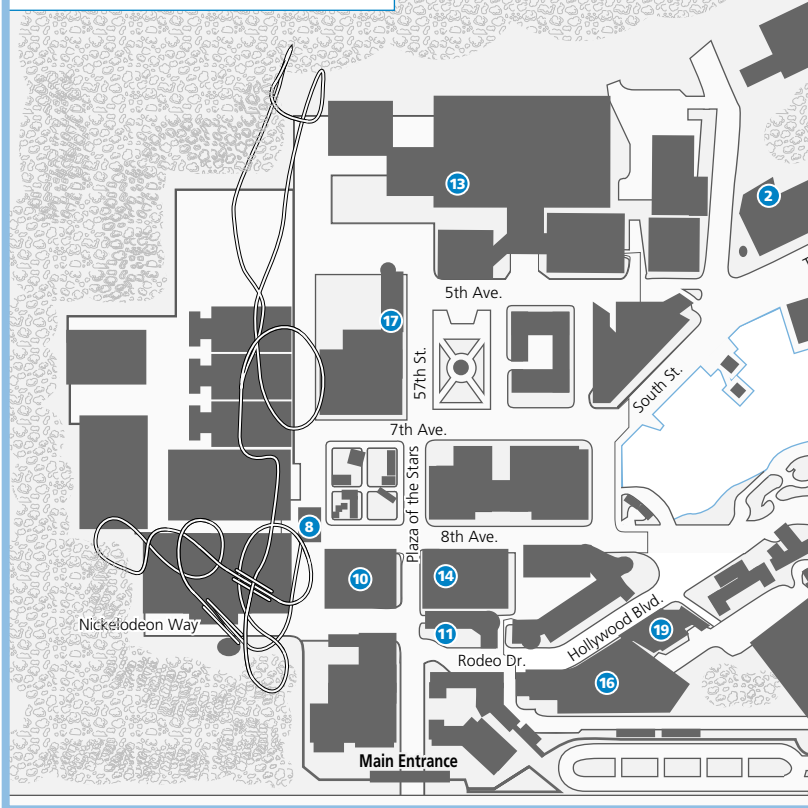 13
2
5th Ave.
17
57th St.
South St.
7th Ave.
Plaza of the Stars
8
8th Ave.
10
14
Nickelodeon Way
11
Hollywood Blvd.
19
Rodeo Dr.
16
Main Entrance